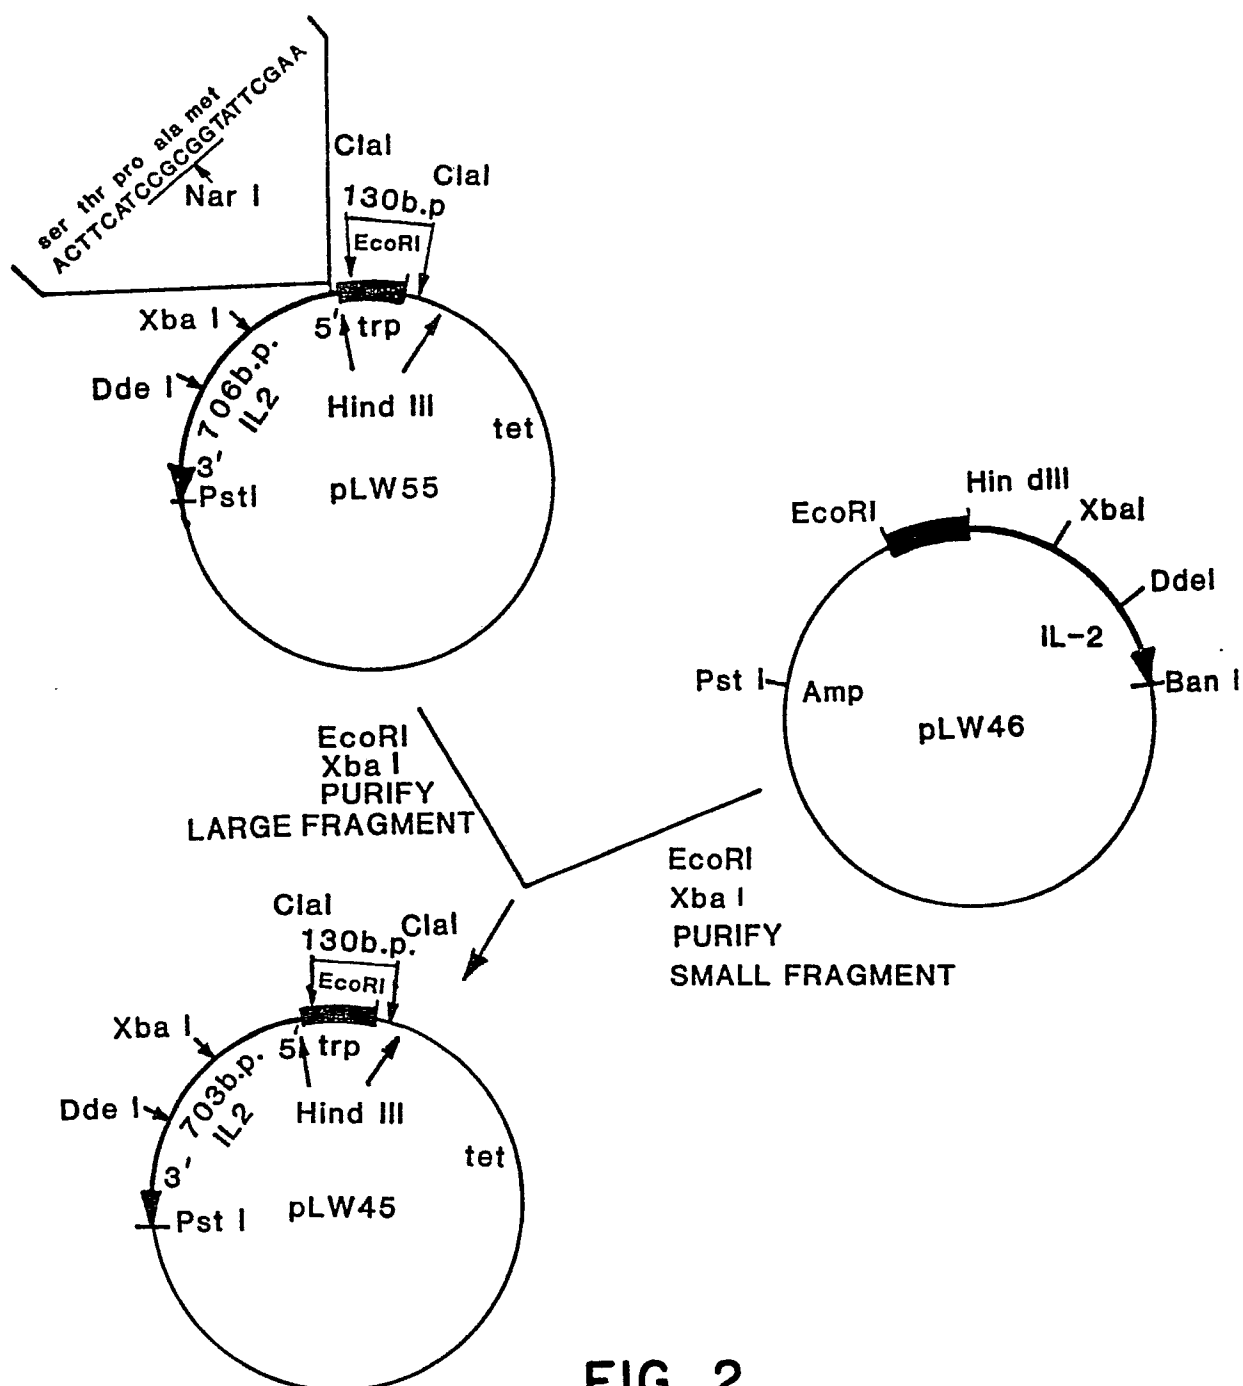 ser thr pro ala met
ACTTCATCCGCGGTATTCGAA
Nar I
ClaI
ClaI
130b.p
EcoRI
Xba I
5' trp
Dde I
706b.p.
IL2
Hind III
tet
3'
PstI
pLW55
EcoRI
Hin dIII
XbaI
DdeI
IL-2
Pst I
Amp
Ban I
pLW46
EcoRI
Xba I
PURIFY
LARGE FRAGMENT
EcoRI
Xba I
PURIFY
SMALL FRAGMENT
ClaI
ClaI
130b.p.
EcoRI
Xba I
5' trp
Dde I
703b.p.
IL2
Hind III
tet
3'
Pst I
pLW45
FIG. 2